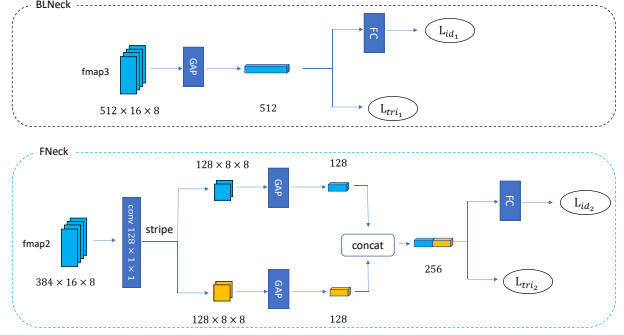 BLNeck
fmap3
512 × 16 × 8
GAP
512
FC
L_{id_1}
L_{tri_1}
FNeck
fmap2
384 × 16 × 8
conv 128 × 1 × 1
stripe
128 × 8 × 8
GAP
128
128 × 8 × 8
GAP
128
concat
256
FC
L_{id_2}
L_{tri_2}